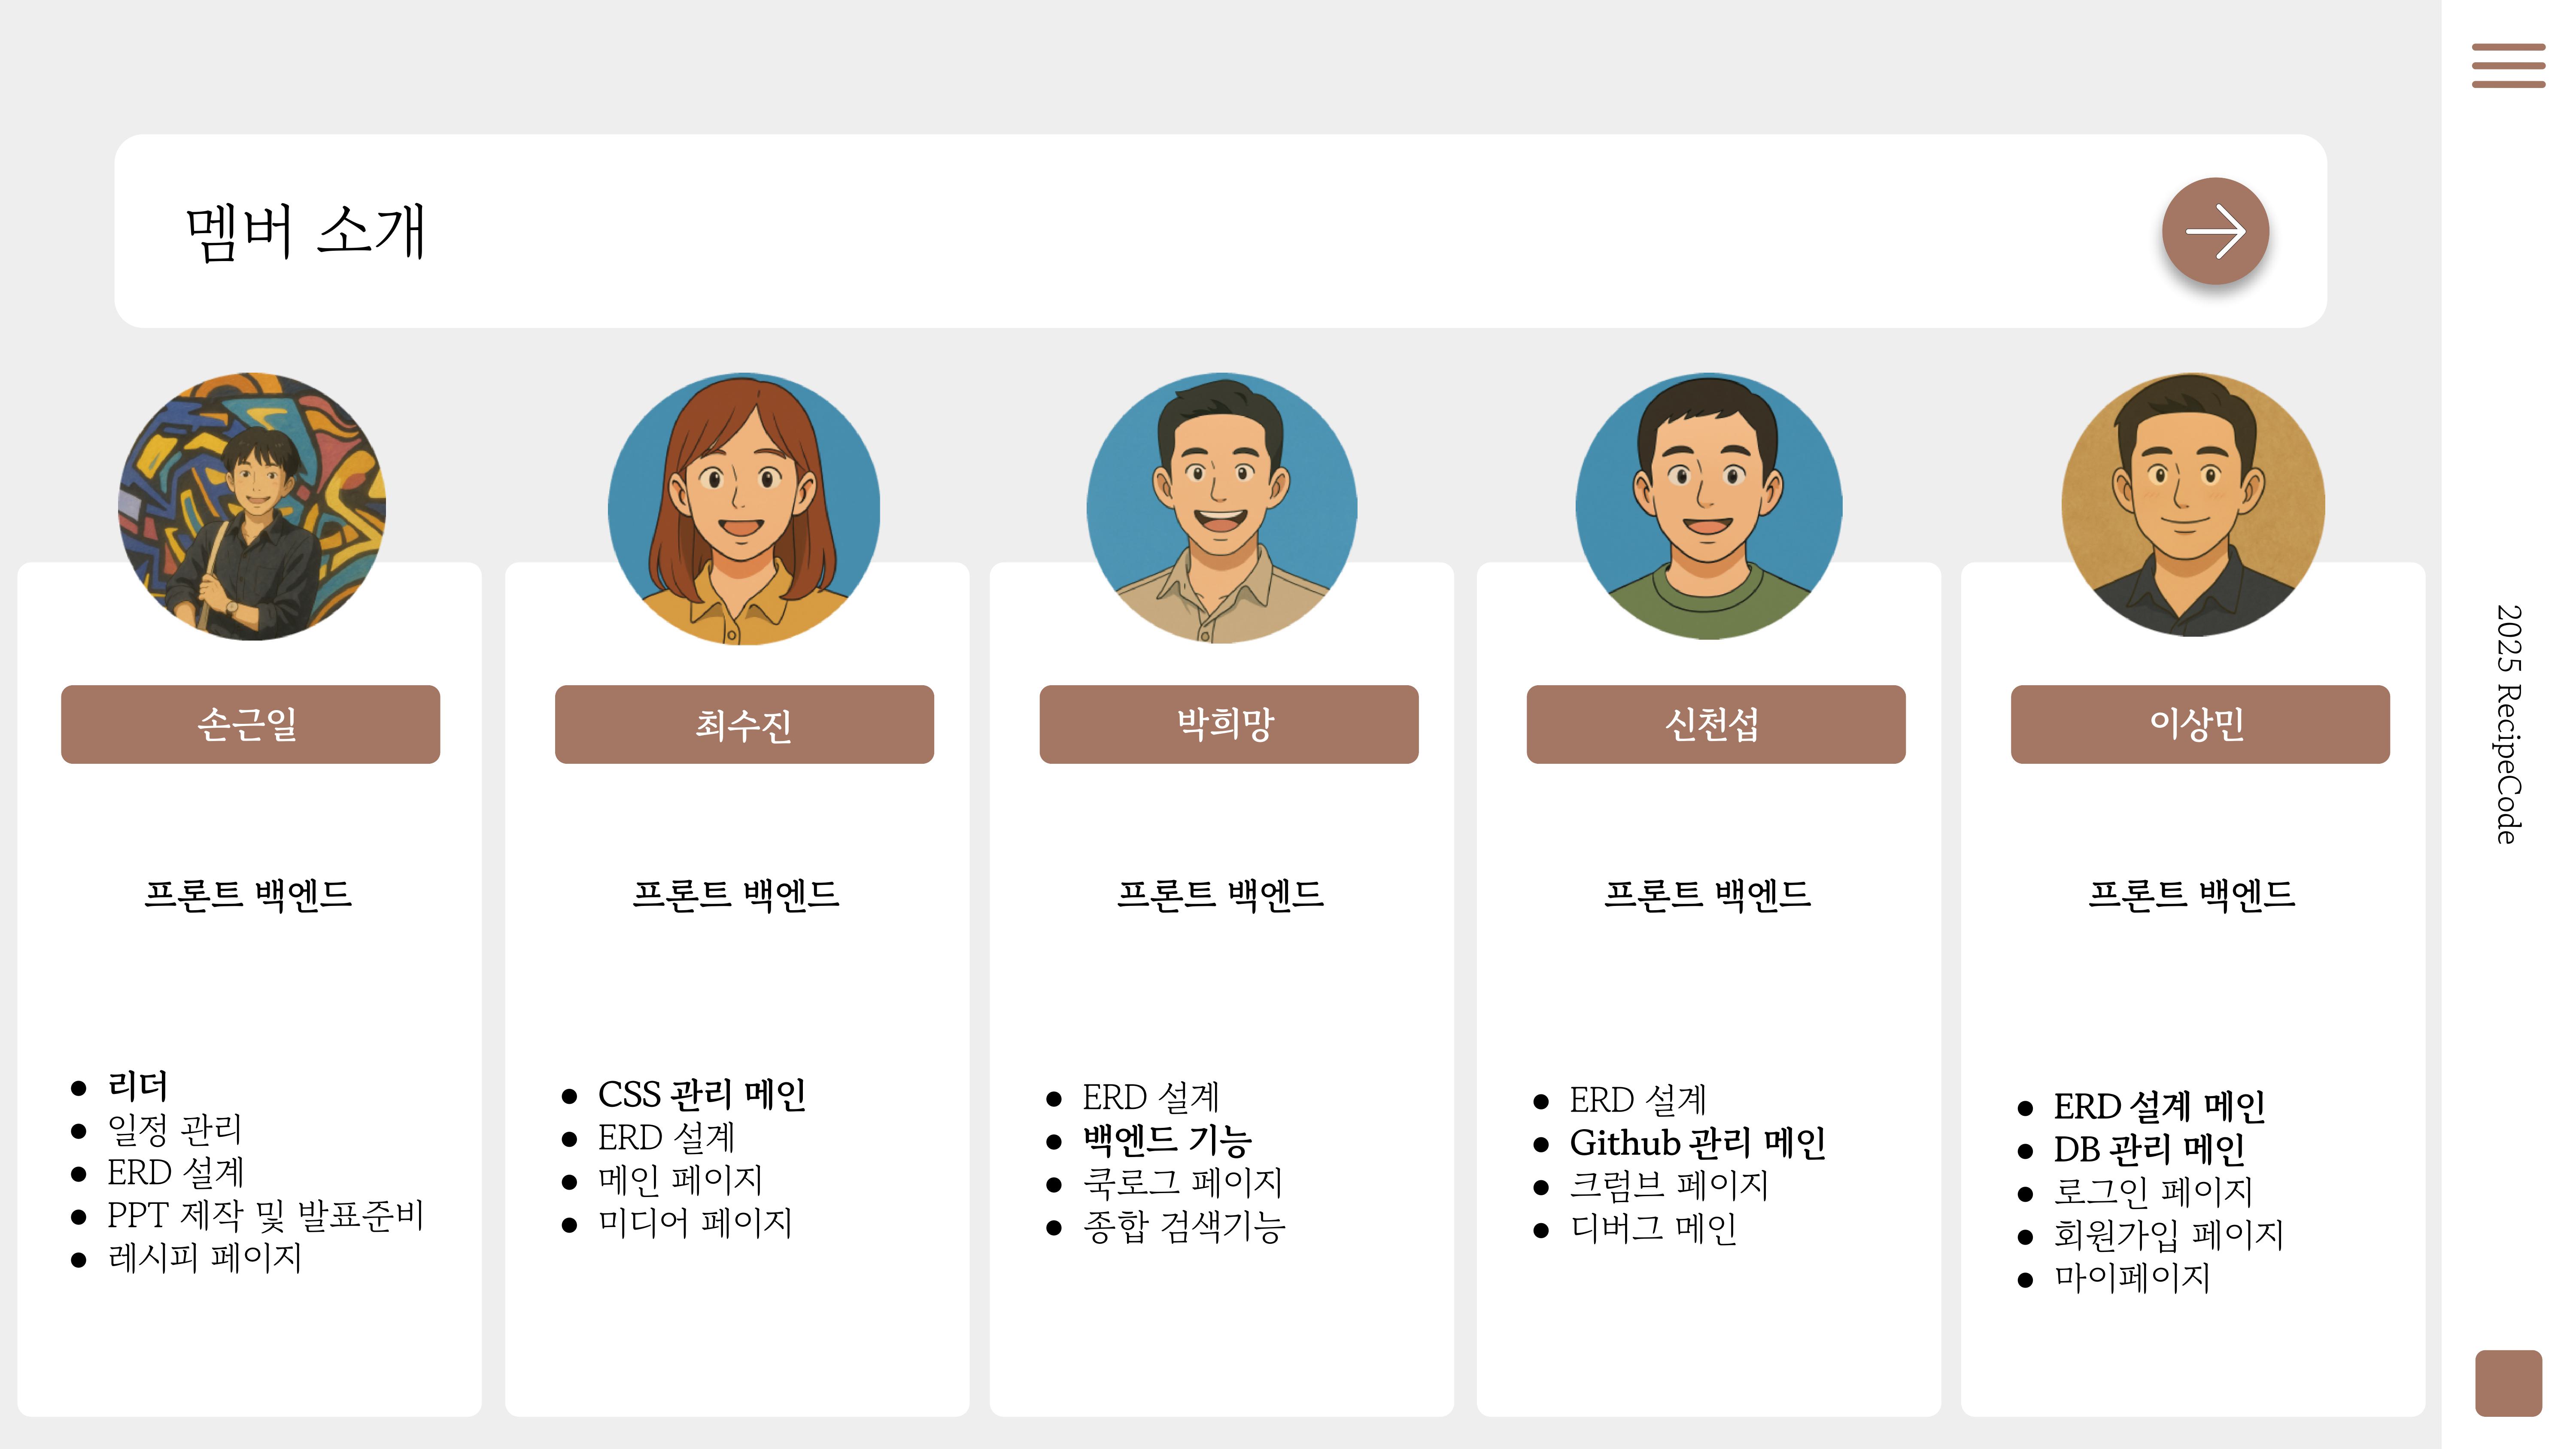 멤버 소개
손근일
프론트 백엔드
● 리더
● 일정 관리
● ERD 설계
● PPT 제작 및 발표준비
● 레시피 페이지
최수진
프론트 백엔드
● CSS 관리 메인
● ERD 설계
● 메인 페이지
● 미디어 페이지
박희망
프론트 백엔드
● ERD 설계
● 백엔드 기능
● 쿡로그 페이지
● 종합 검색기능
신천섭
프론트 백엔드
● ERD 설계
● Github 관리 메인
● 크럼브 페이지
● 디버그 메인
이상민
프론트 백엔드
● ERD 설계 메인
● DB 관리 메인
● 로그인 페이지
● 회원가입 페이지
● 마이페이지
2025 RecipeCode